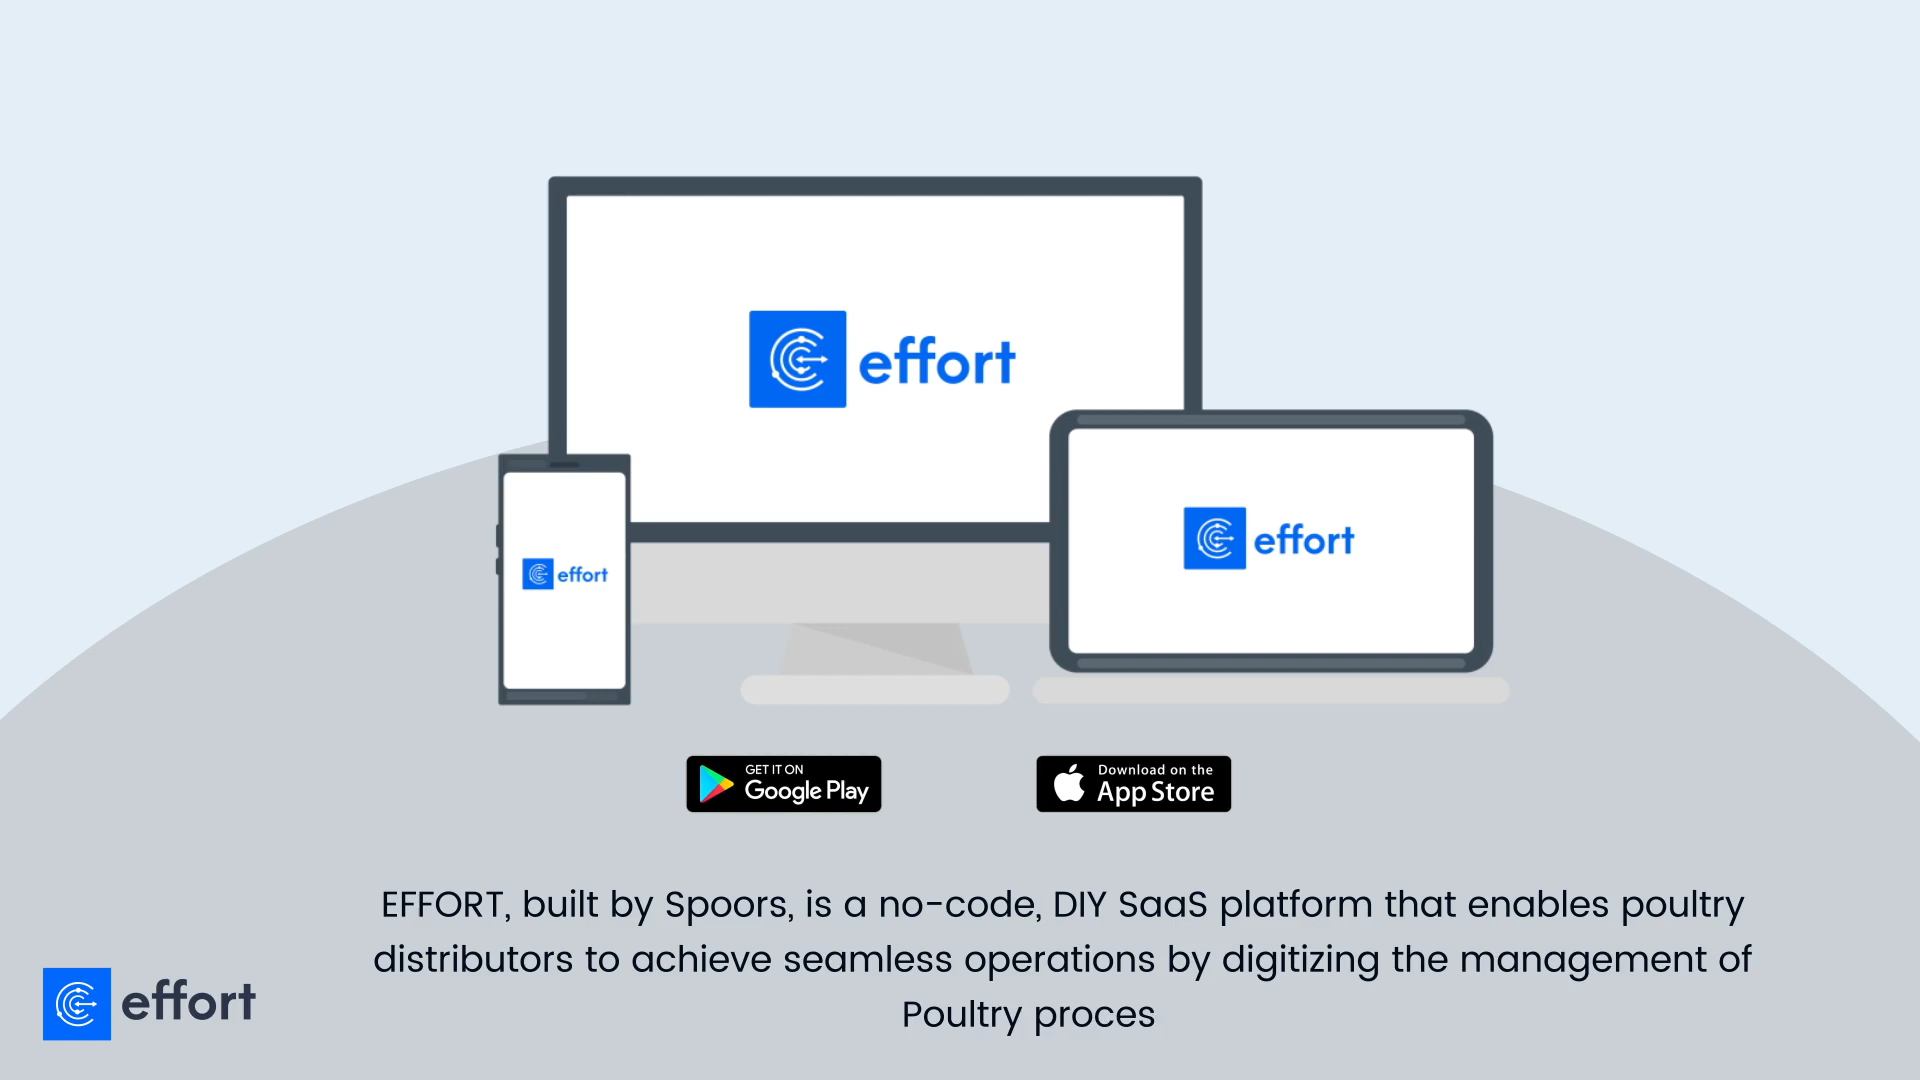 effort
effort
effort
GET IT ON
Google Play
Download on the
App Store
EFFORT, built by Spoors, is a no-code, DIY SaaS platform that enables poultry
distributors to achieve seamless operations by digitizing the management of
Poultry proces
effort